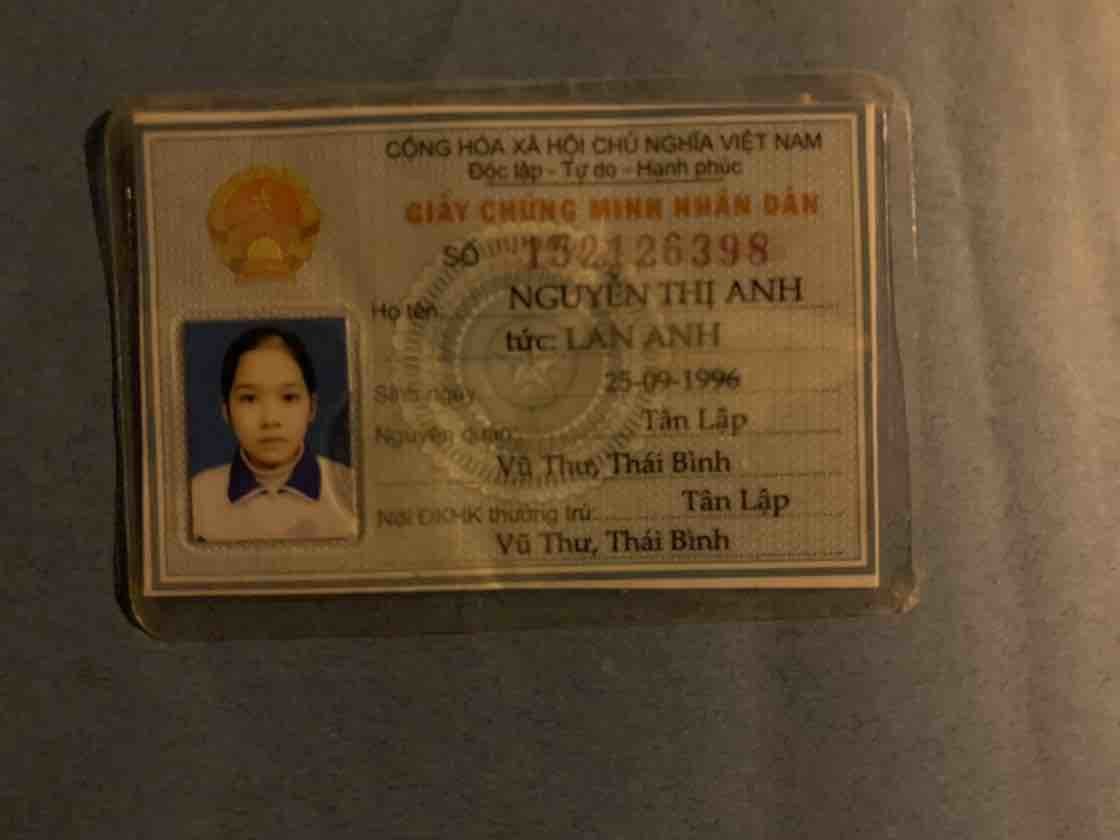 CỘNG HÒA XÃ HỘI CHỦ NGHĨA VIỆT NAM
Độc lập - Tự do - Hạnh phúc
GIẤY CHỨNG MINH NHÂN DÂN
SỐ 152126398
Họ tên: NGUYỄN THỊ ANH
tức: LAN ANH
Sinh ngày 25-09-1996
Nguyên quán: Tân Lập
Vũ Thư, Thái Bình
Nơi ĐKHK thường trú: Tân Lập
Vũ Thư, Thái Bình